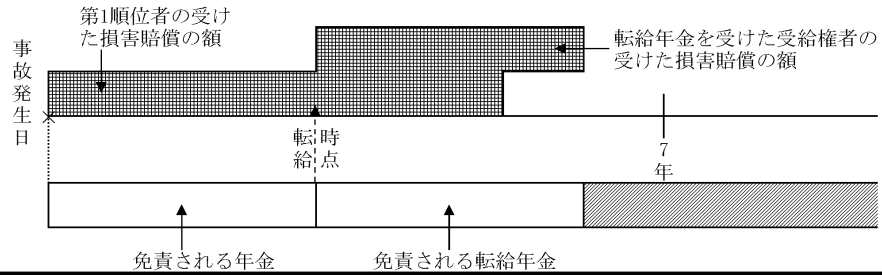 第1順位者の受け
た損害賠償の額
転給年金を受けた受給権者の
受けた損害賠償の額
事故発生日
転給時点
7年
免責される年金
免責される転給年金